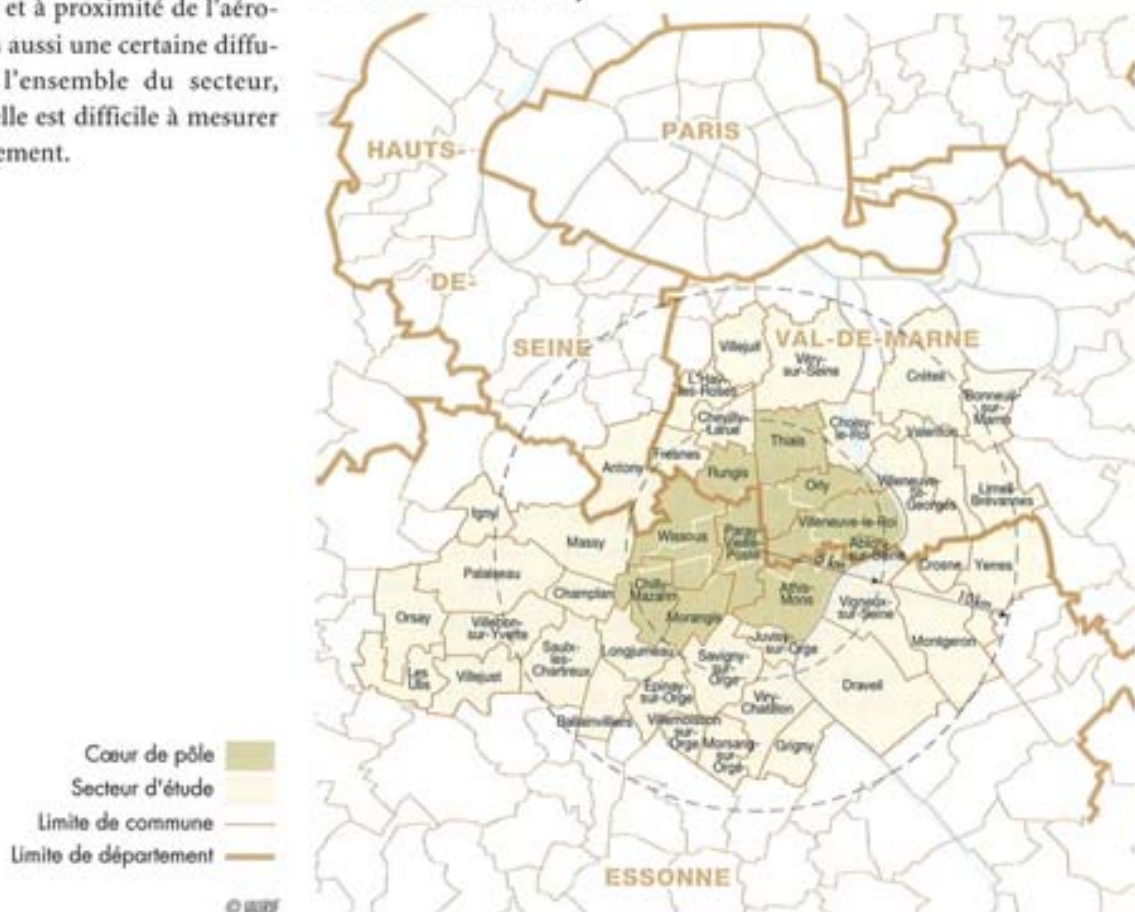 et à proximité de l'aéro-
aussi une certaine diffu-
l'ensemble du secteur,
elle est difficile à mesurer
ement.
PARIS
HAUTS-
DE-
SEINE
VAL-DE-MARNE
Villejuif
Vitry-
sur-Seine
Créteil
L'Haÿ-
les-Roses
Bonneuil-
sur-
Marne
Chevilly-
Larue
Choisy-
le-Roi
Thiais
Valenton
Fresnes
Antony
Rungis
Orly
Villeneuve-
St-
Georges
Limeil-
Brévannes
Igny
Massy
Wissous
Paray-
Vieille-
Poste
Villeneuve-le-Roi
Ablon-
sur-Seine
5 km
Crosne
Yerres
Palaiseau
Champlan
Chilly-
Mazarin
Athis-
Mons
Vigneux-
sur-Seine
10 km
Orsay
Villebon-
sur-Yvette
Morangis
Montgeron
Saulx-
les-
Chartreux
Longjumeau
Savigny-
sur-
Orge
Juvisy-
sur-Orge
Les
Ulis
Villejust
Epinay-
sur-Orge
Viry-
Chatillon
Draveil
Ballainvilliers
Villemoisson
sur-
Orge
Morsang-
sur-
Orge
Grigny
ESSONNE
Cœur de pôle
Secteur d'étude
Limite de commune
Limite de département